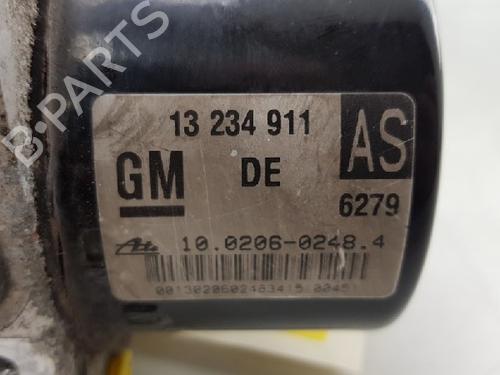 B-PARTS
13 234 911
AS
GM
DE
6279
Ate
10.0206-0248.4